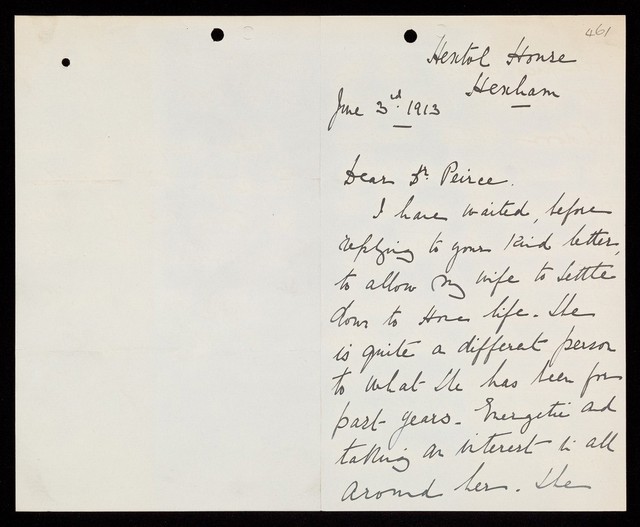 461
House
Hexham
June 3rd. 1913
Dear Dr. Peirce.
I have waited, before
replying to your kind letter,
to allow my wife to settle
down to Home life. She
is quite a different person
to what she has been for
past years. Energetic and
taking an interest in all
around her. She